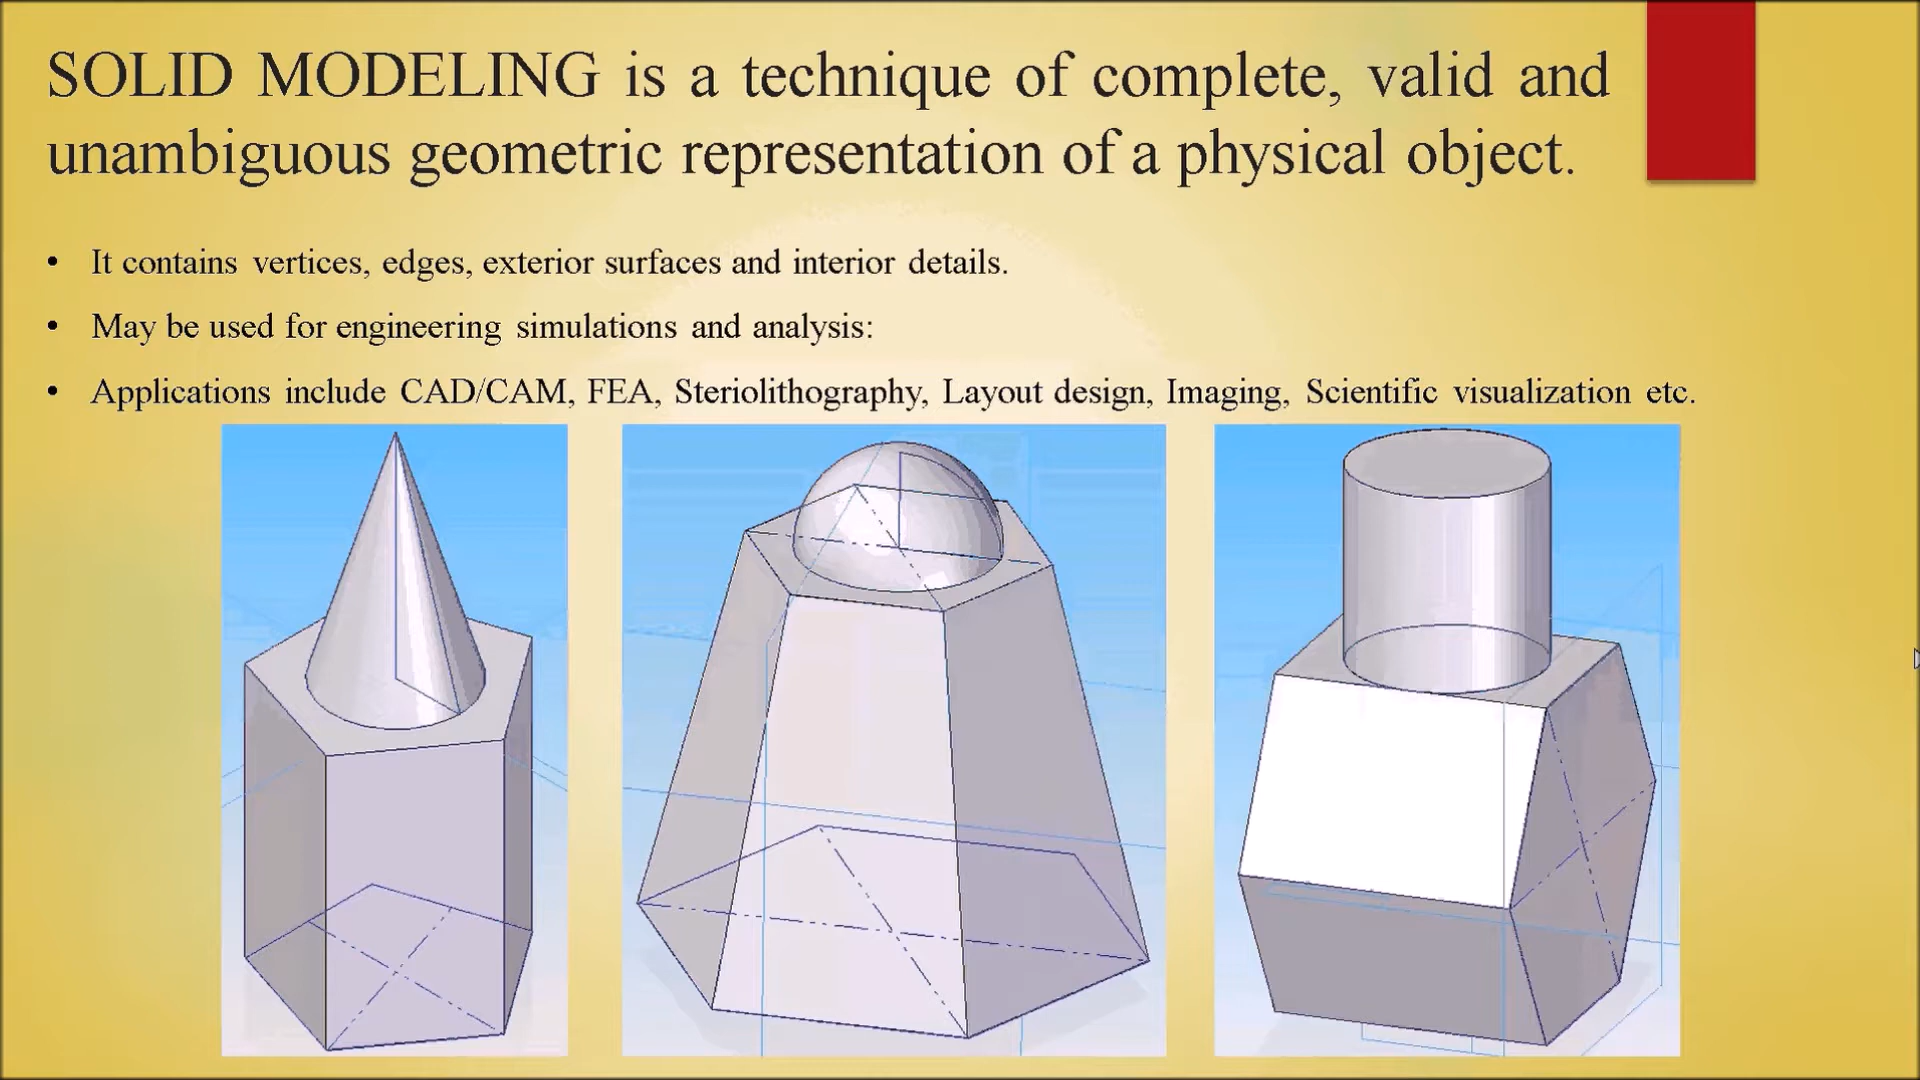 SOLID MODELING is a technique of complete, valid and
unambiguous geometric representation of a physical object.
• It contains vertices, edges, exterior surfaces and interior details.
• May be used for engineering simulations and analysis:
• Applications include CAD/CAM, FEA, Steriolithography, Layout design, Imaging, Scientific visualization etc.